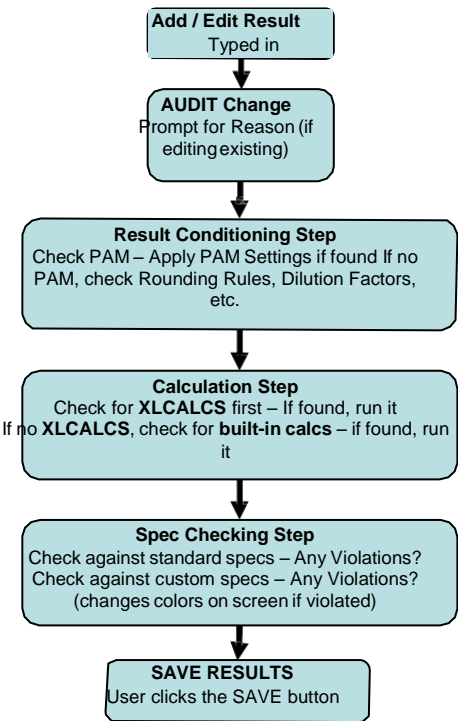 Add / Edit Result
Typed in
AUDIT Change
Prompt for Reason (if
editing existing)
Result Conditioning Step
Check PAM – Apply PAM Settings if found If no
PAM, check Rounding Rules, Dilution Factors,
etc.
Calculation Step
Check for XLCALCS first – If found, run it
If no XLCALCS, check for built-in calcs – if found, run
it
Spec Checking Step
Check against standard specs – Any Violations?
Check against custom specs – Any Violations?
(changes colors on screen if violated)
SAVE RESULTS
User clicks the SAVE button